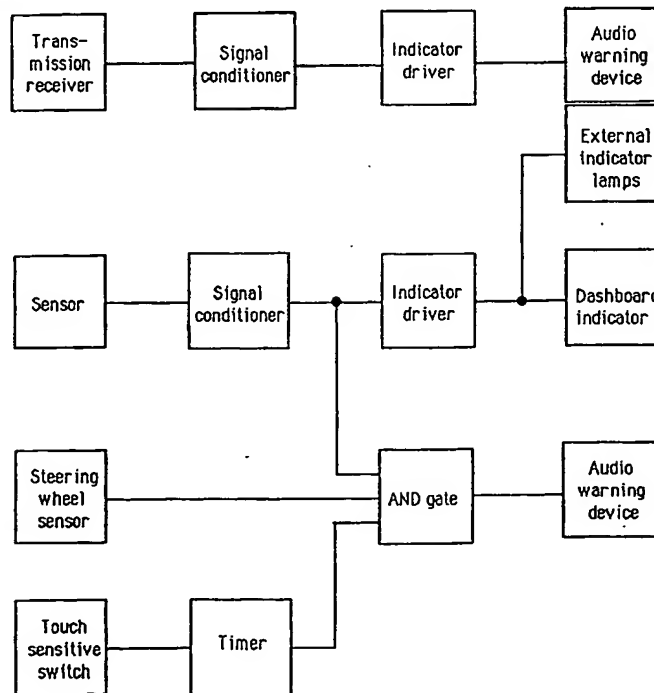 Trans-
mission
receiver
Signal
conditioner
Indicator
driver
Audio
warning
device
External
indicator
lamps
Sensor
Signal
conditioner
Indicator
driver
Dashboard
indicator
Steering
wheel
sensor
AND gate
Audio
warning
device
Touch
sensitive
switch
Timer